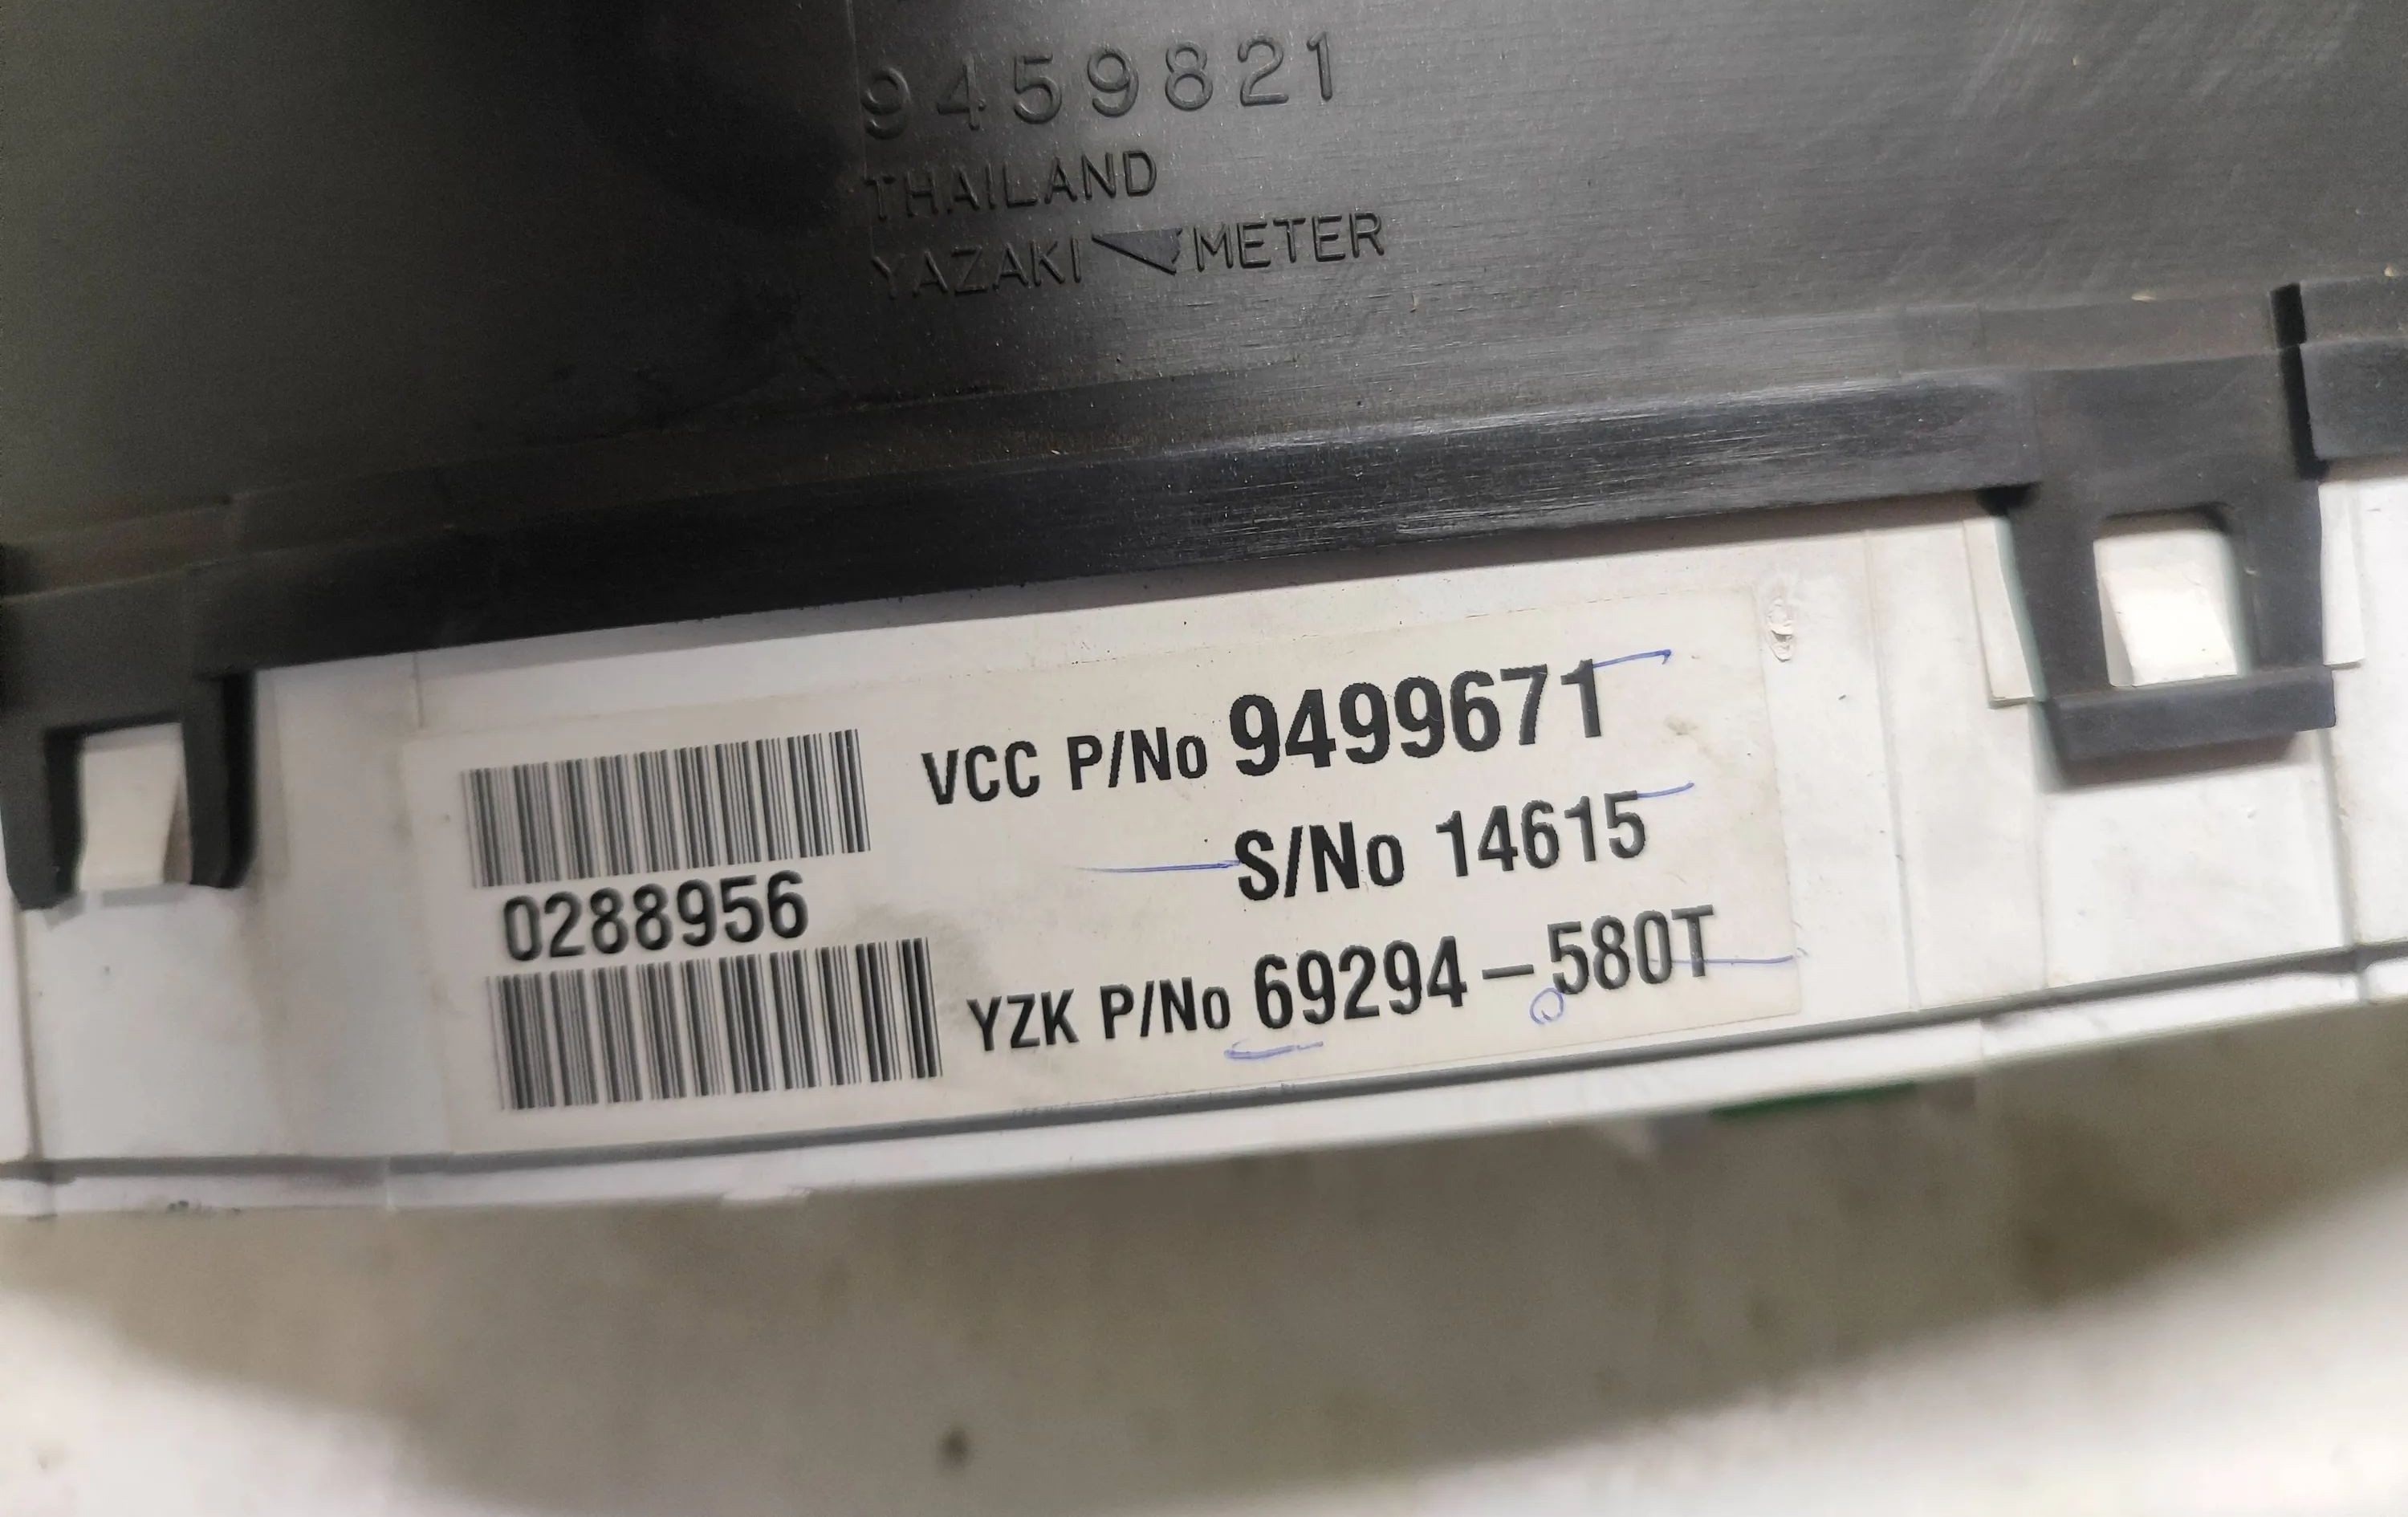 9459821
THAILAND
YAZAKI METER
VCC P/No 9499671
S/No 14615
0288956
YZK P/No 69294-580T